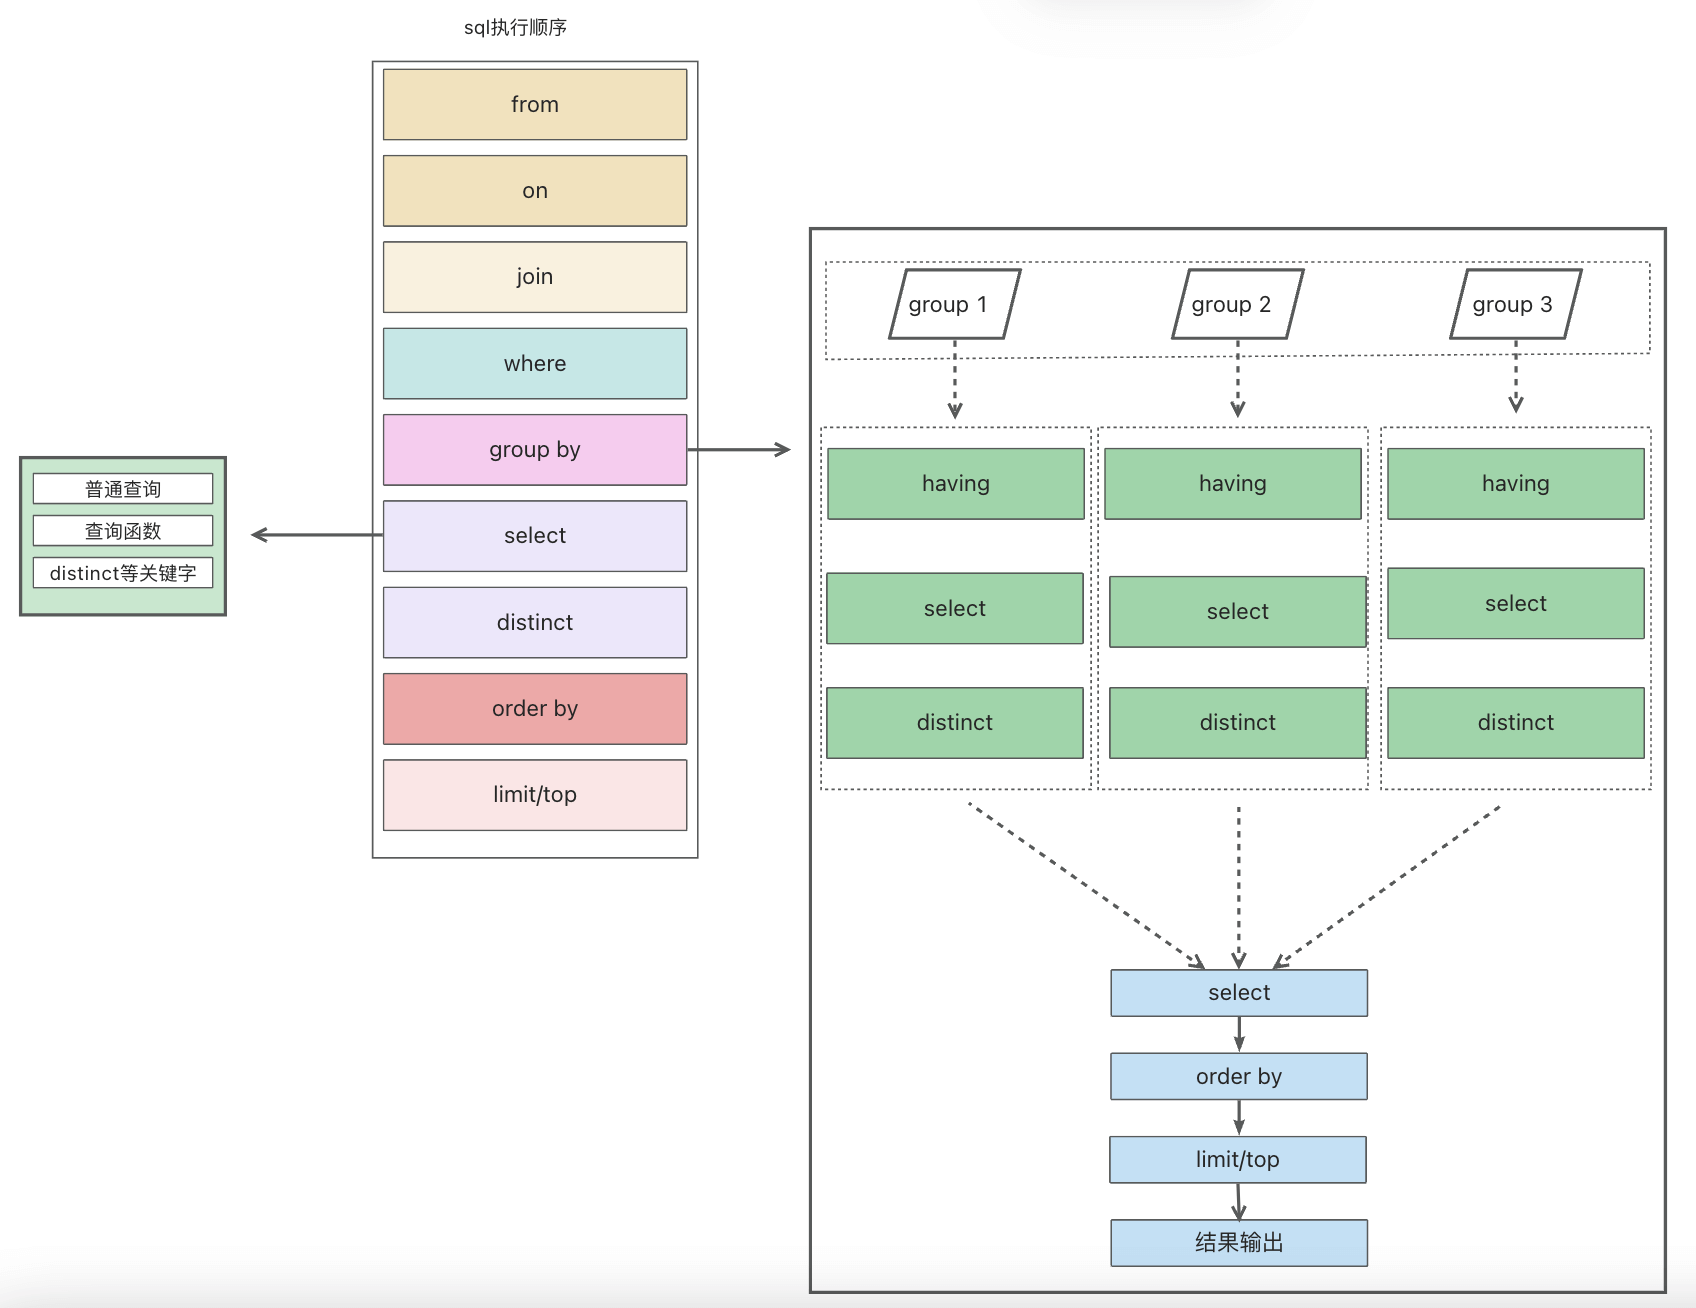 sql执行顺序
from
on
join
where
group by
select
distinct
order by
limit/top
普通查询
查询函数
distinct等关键字
group 1
group 2
group 3
having
having
having
select
select
select
distinct
distinct
distinct
select
order by
limit/top
结果输出